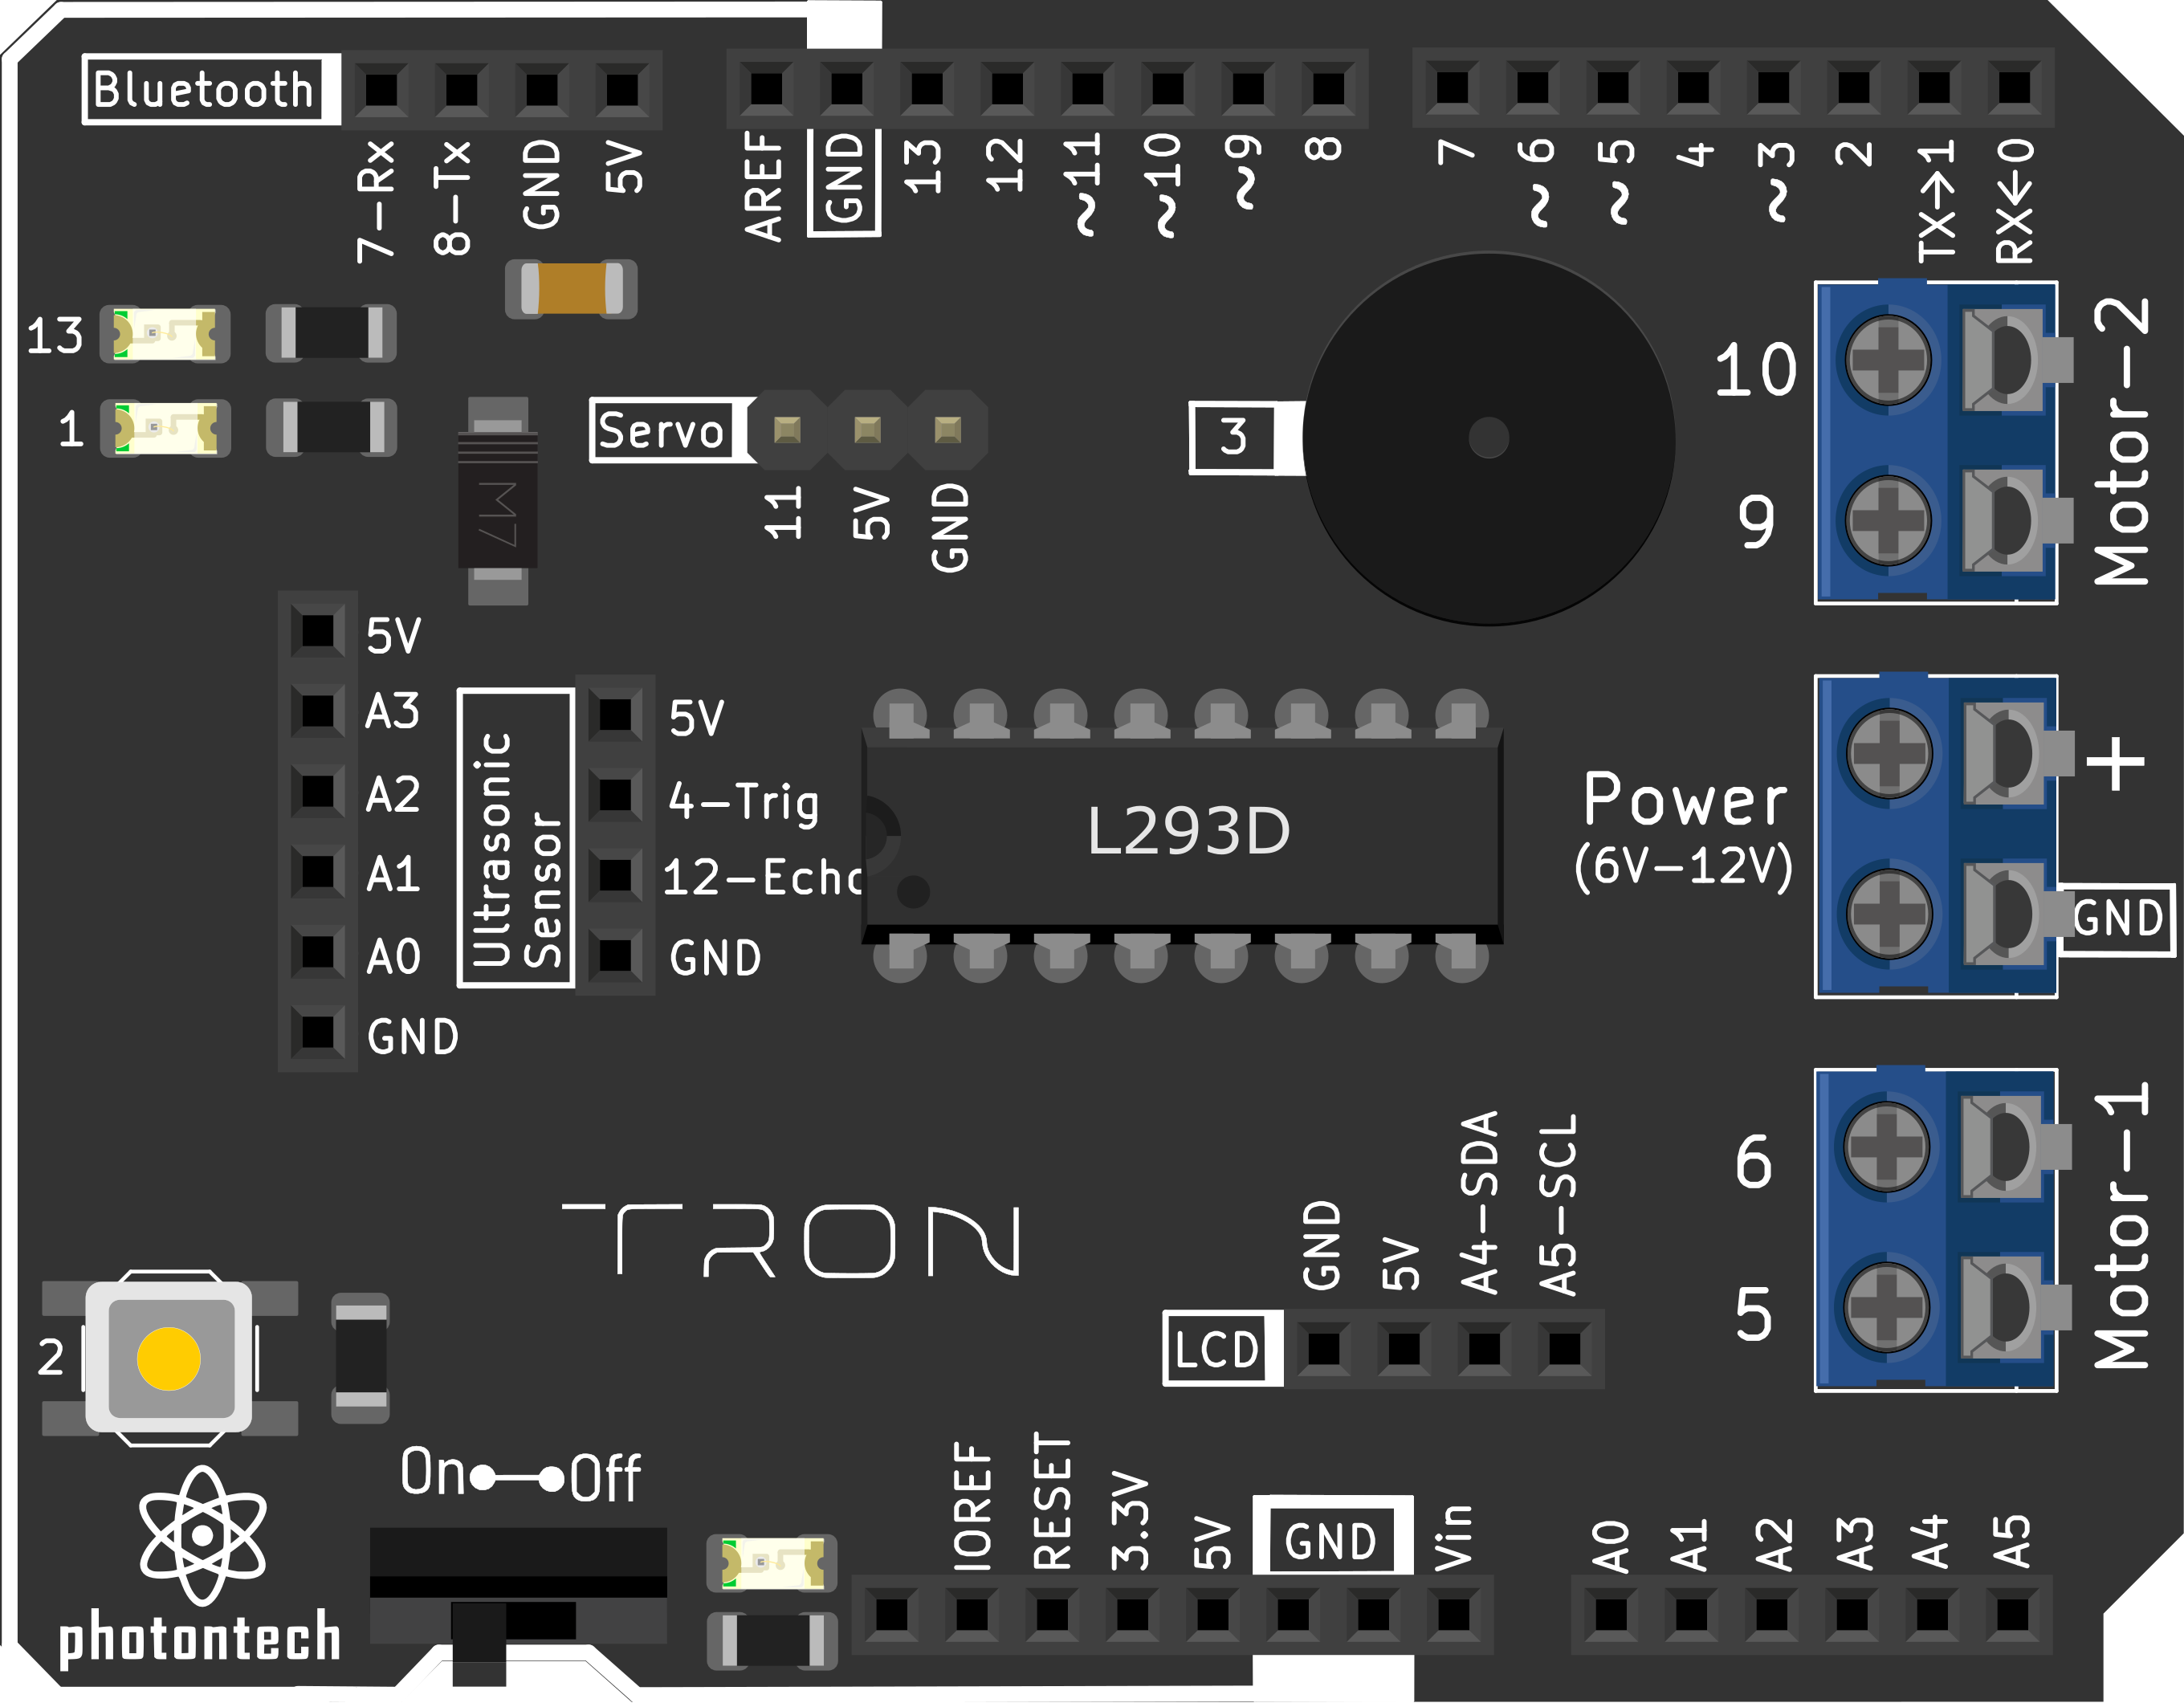 Bluetooth
7-Rx
8-Tx
GND
5V
AREF
GND
13
12
~11
~10
~9
8
7
~6
~5
4
~3
2
TX→1
RX←0
13
1
M7
Servo
11
5V
GND
3
10
9
Motor-2
5V
A3
A2
A1
A0
GND
Ultrasonic
Sensor
5V
4-Trig
12-Echo
GND
L293D
Power
(6V-12V)
+
GND
6
5
Motor-1
TRON
LCD
GND
5V
A4-SDA
A5-SCL
2
On
Off
photontech
IOREF
RESET
3.3V
5V
GND
Vin
A0
A1
A2
A3
A4
A5